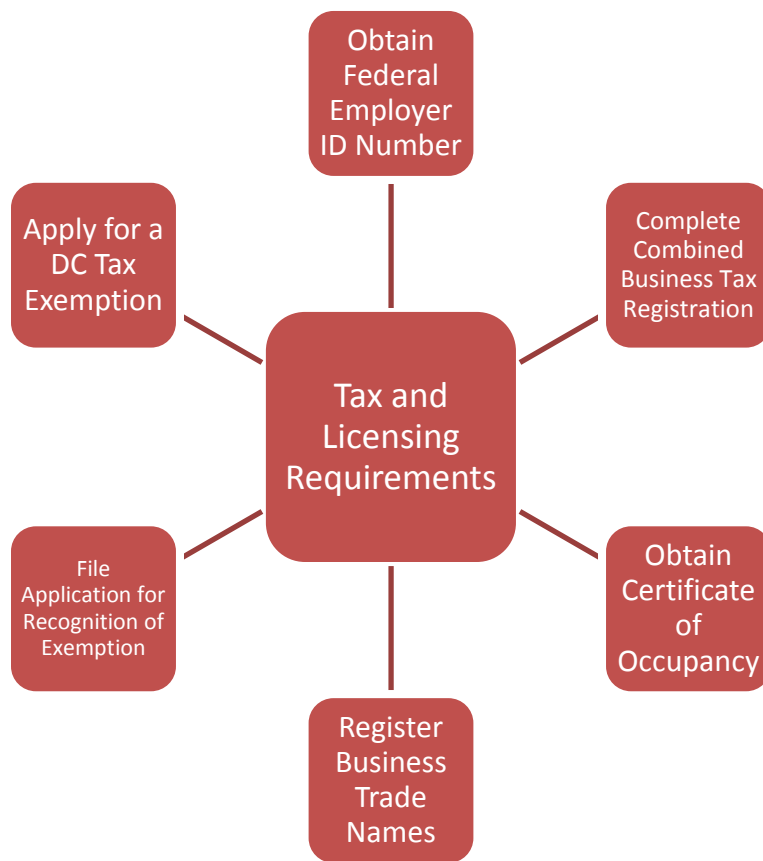 Obtain
Federal
Employer
ID Number
Apply for a
DC Tax
Exemption
Complete
Combined
Business Tax
Registration
Tax and
Licensing
Requirements
File
Application for
Recognition of
Exemption
Obtain
Certificate
of
Occupancy
Register
Business
Trade
Names